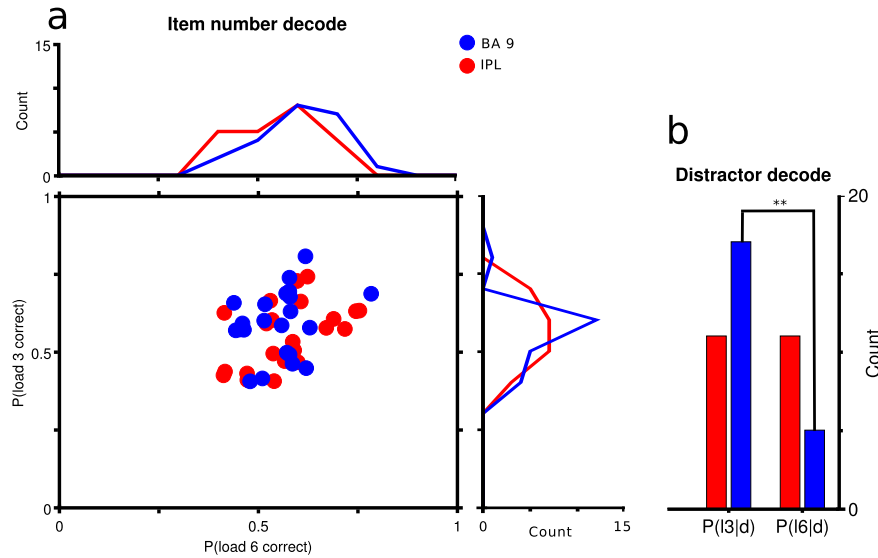 a
Item number decode
BA 9
IPL
15
Count
0
b
Distractor decode
1
P(load 3 correct)
0.5
0
0
0.5
1
P(load 6 correct)
0
Count
15
**
20
Count
0
P(l3|d)
P(l6|d)